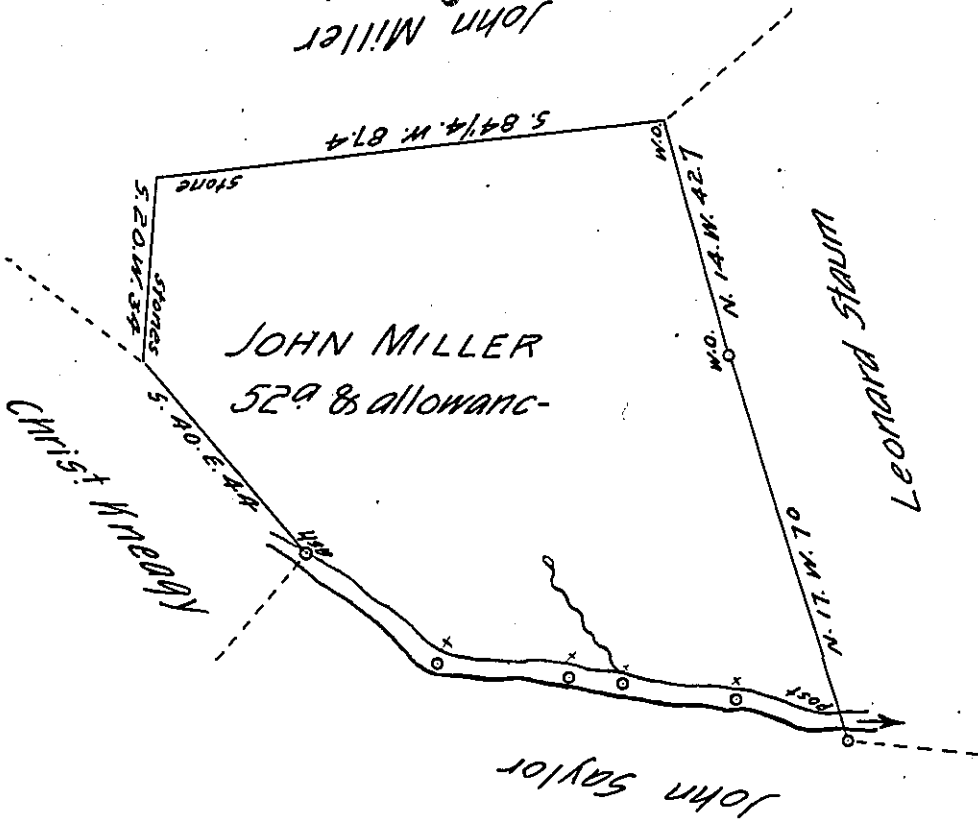 John Miller
S. 84 1/4. W. 87.4
W.O.
Stone
S. 20. W. 34
Stones
N. 14. W. 42.7
Leonard Staum
JOHN MILLER
52a & allowanc-
W.O.
S. 40. E. 44
Christ Kneagy
Ash
N. 17. W. 70
x
x
x
x
Post
John Saylor